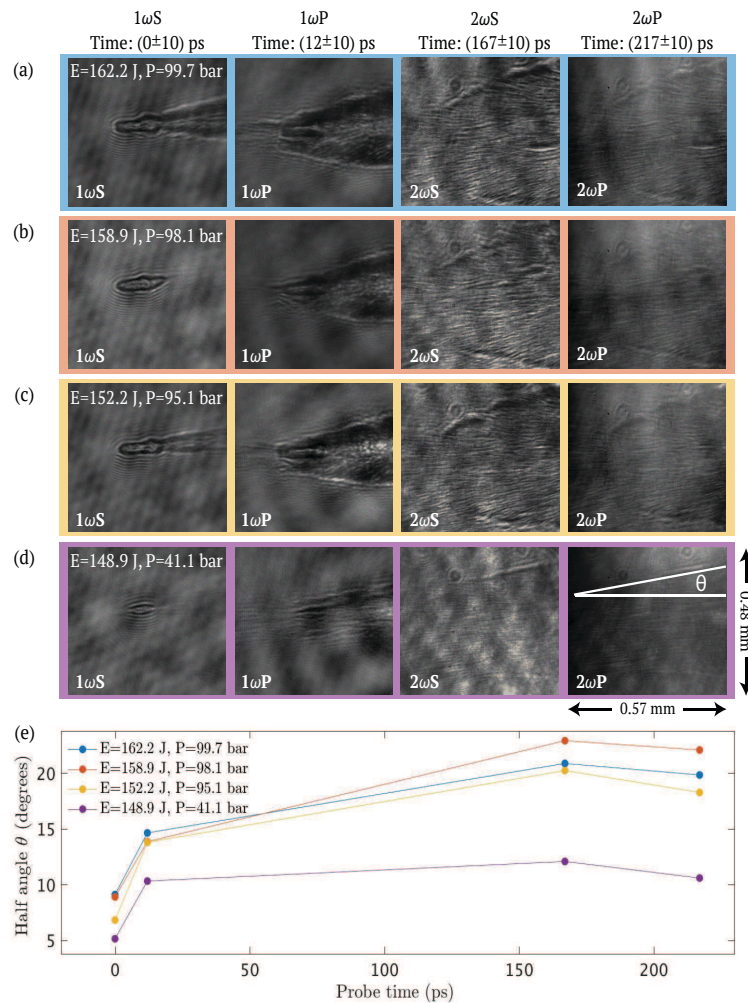 1ωS 1ωP 2ωS 2ωP
Time: (0±10) ps Time: (12±10) ps Time: (167±10) ps Time: (217±10) ps
(a)
E=162.2 J, P=99.7 bar
1ωS 1ωP 2ωS 2ωP
(b)
E=158.9 J, P=98.1 bar
1ωS 1ωP 2ωS 2ωP
(c)
E=152.2 J, P=95.1 bar
1ωS 1ωP 2ωS 2ωP
(d)
E=148.9 J, P=41.1 bar
θ
0.48 mm
1ωS 1ωP 2ωS 2ωP
0.57 mm
(e)
E=162.2 J, P=99.7 bar
E=158.9 J, P=98.1 bar
E=152.2 J, P=95.1 bar
E=148.9 J, P=41.1 bar
Half angle θ (degrees)
20
15
10
5
0 50 100 150 200
Probe time (ps)